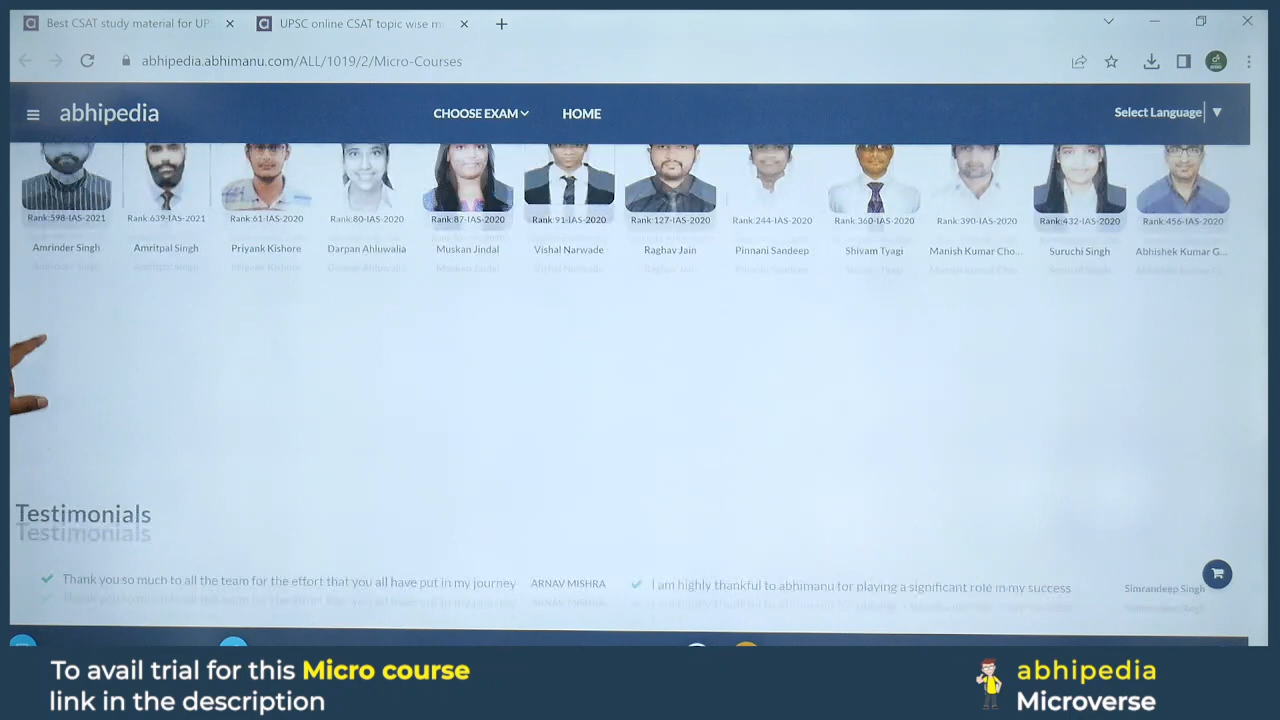 Best CSAT study material for UP
UPSC online CSAT topic wise m
abhipedia.abhimanu.com/ALL/1019/2/Micro-Courses
abhipedia
CHOOSE EXAM
HOME
Select Language
Rank:598-IAS-2021
Rank:639-IAS-2021
Rank:61-IAS-2020
Rank:80-IAS-2020
Rank:87-IAS-2020
Rank:91-IAS-2020
Rank:127-IAS-2020
Rank:244-IAS-2020
Rank:360-IAS-2020
Rank:390-IAS-2020
Rank:432-IAS-2020
Rank:456-IAS-2020
Amrinder Singh
Amritpal Singh
Priyank Kishore
Darpan Ahluwalia
Muskan Jindal
Vishal Narwade
Raghav Jain
Pinnani Sandeep
Shivam Tyagi
Manish Kumar Cho...
Suruchi Singh
Abhishek Kumar G...
Testimonials
Thank you so much to all the team for the effort that you all have put in my journey
ARNAV MISHRA
I am highly thankful to abhimanu for playing a significant role in my success
Simrandeep Singh
To avail trial for this Micro course
link in the description
abhipedia
Microverse